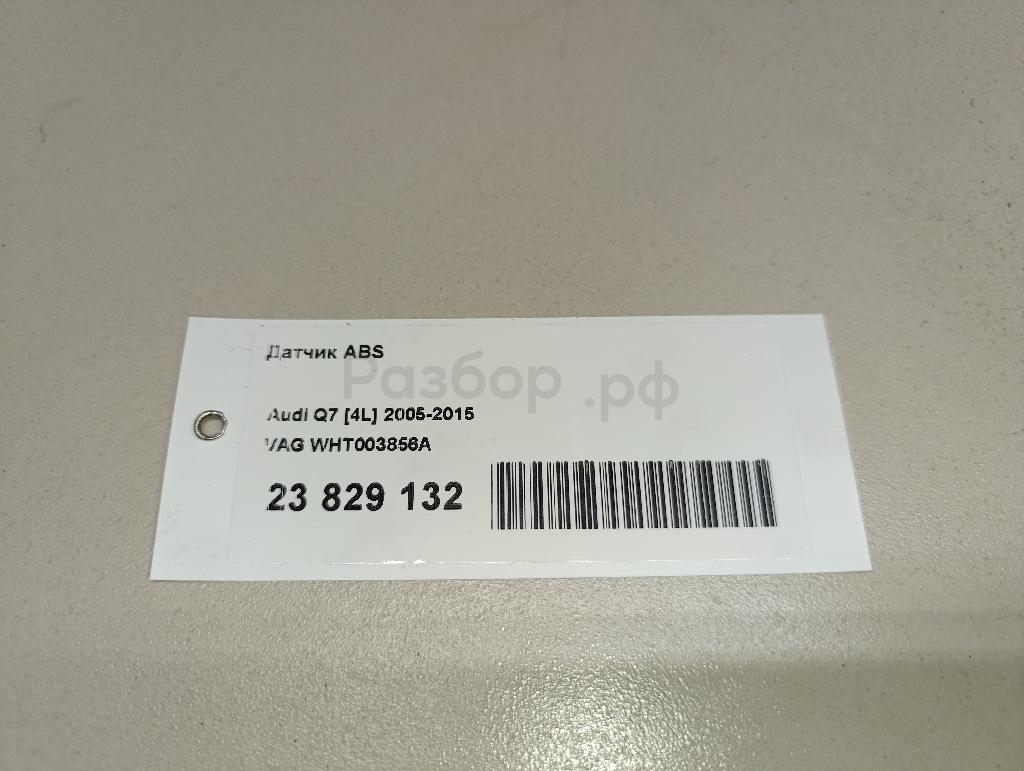 Датчик ABS
Разбор.рф
Audi Q7 [4L] 2005-2015
VAG WHT003856A
23 829 132